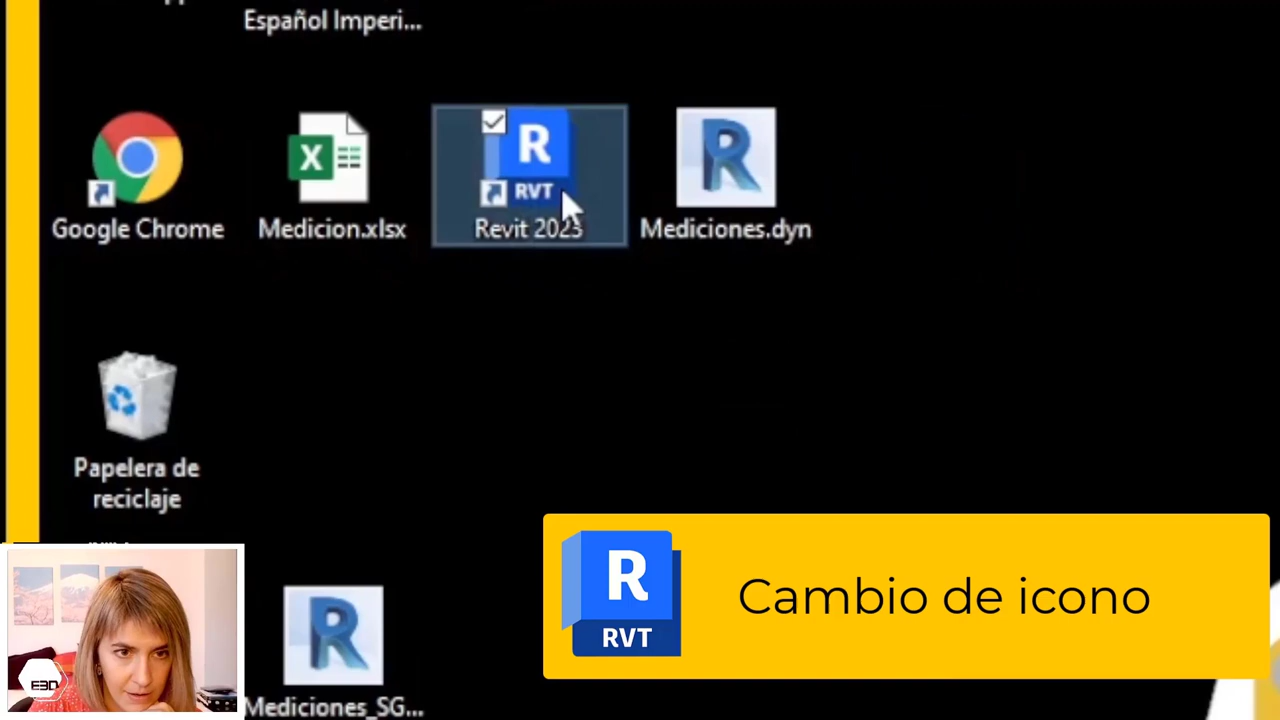 Español Imperi...
X
R
RVT
R
Google Chrome
Medicion.xlsx
Revit 2023
Mediciones.dyn
Papelera de
reciclaje
R
RVT
Cambio de icono
R
E3D
Mediciones_SG...